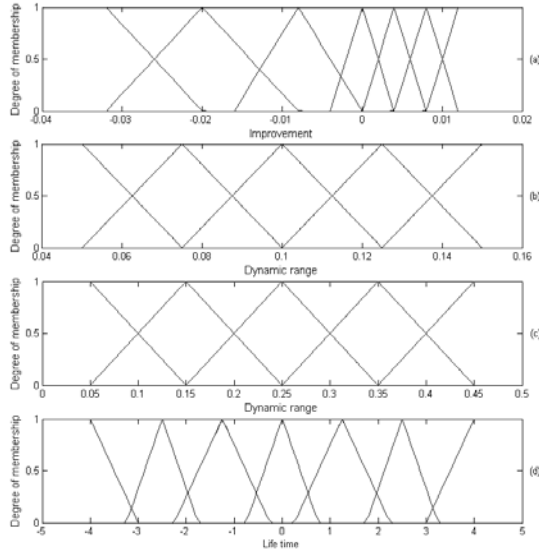 Degree of membership
1
0.5
0
-0.04 -0.03 -0.02 -0.01 0 0.01 0.02
Improvement
(a)
Degree of membership
1
0.5
0
0.04 0.06 0.08 0.1 0.12 0.14 0.16
Dynamic range
(b)
Degree of membership
1
0.5
0
0 0.05 0.1 0.15 0.2 0.25 0.3 0.35 0.4 0.45 0.5
Dynamic range
(c)
Degree of membership
1
0.5
0
-5 -4 -3 -2 -1 0 1 2 3 4 5
Life time
(d)